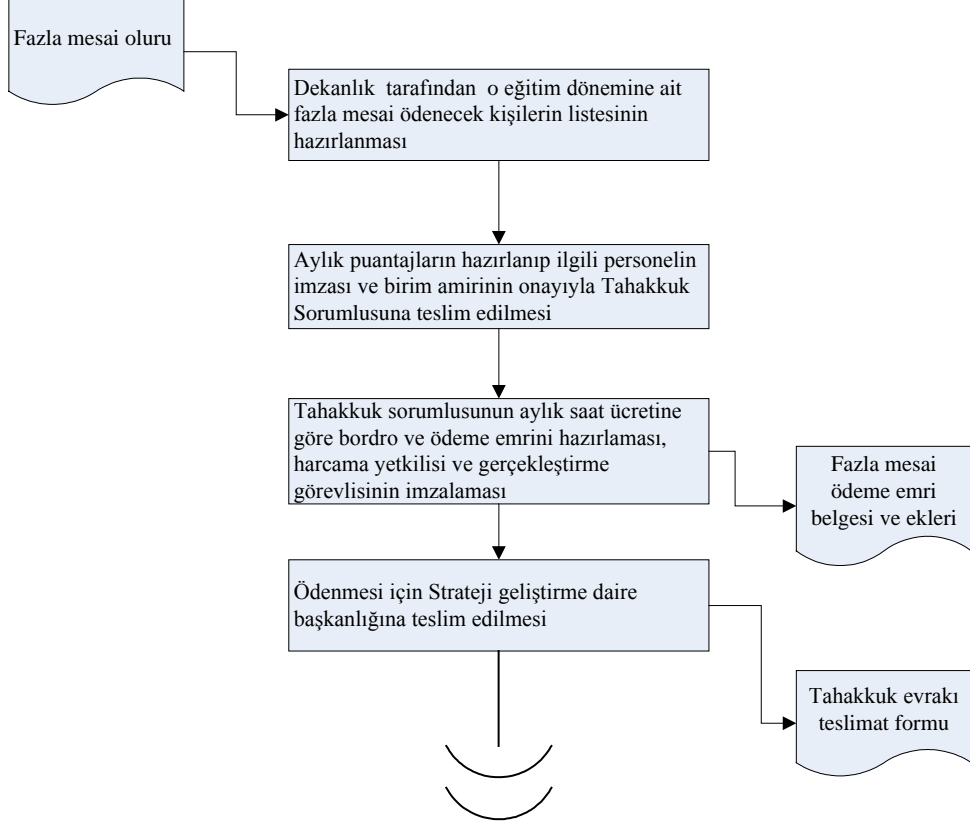 Fazla mesai oluru
Dekanlık tarafından o eğitim dönemine ait
fazla mesai ödenecek kişilerin listesinin
hazırlanması
Aylık puantajların hazırlanıp ilgili personelin
imzası ve birim amirinin onayıyla Tahakkuk
Sorumlusuna teslim edilmesi
Tahakkuk sorumlusunun aylık saat ücretine
göre bordro ve ödeme emrini hazırlaması,
harcama yetkilisi ve gerçekleştirme
görevlisinin imzalaması
Fazla mesai
ödeme emri
belgesi ve ekleri
Ödenmesi için Strateji geliştirme daire
başkanlığına teslim edilmesi
Tahakkuk evrakı
teslimat formu